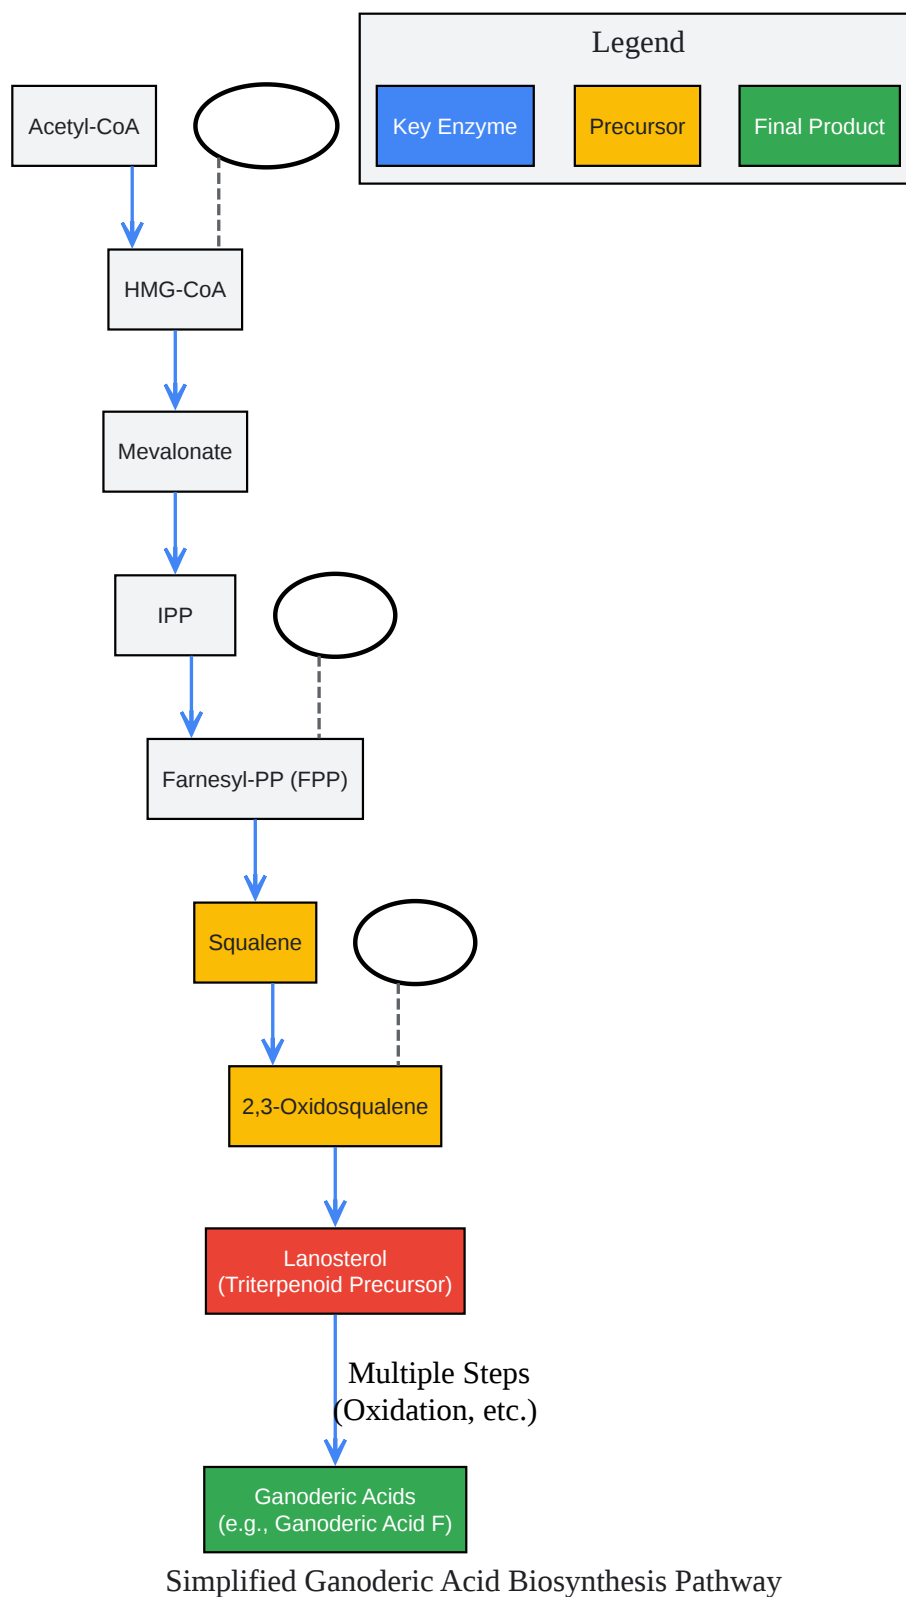 Legend
Key Enzyme
Precursor
Final Product
Acetyl-CoA
HMG-CoA
Mevalonate
IPP
Farnesyl-PP (FPP)
Squalene
2,3-Oxidosqualene
Lanosterol
(Triterpenoid Precursor)
Multiple Steps
(Oxidation, etc.)
Ganoderic Acids
(e.g., Ganoderic Acid F)
Simplified Ganoderic Acid Biosynthesis Pathway